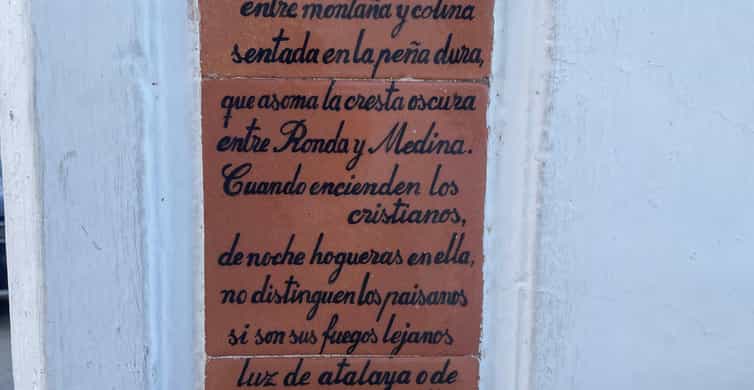 entre montaña y colina
sentada en la peña dura,
que asoma la cresta oscura
entre Ronda y Medina.
Cuando encienden los
cristianos,
de noche hogueras en ella,
no distinguen los paisanos
si son sus fuegos lejanos
luz de atalaya o de